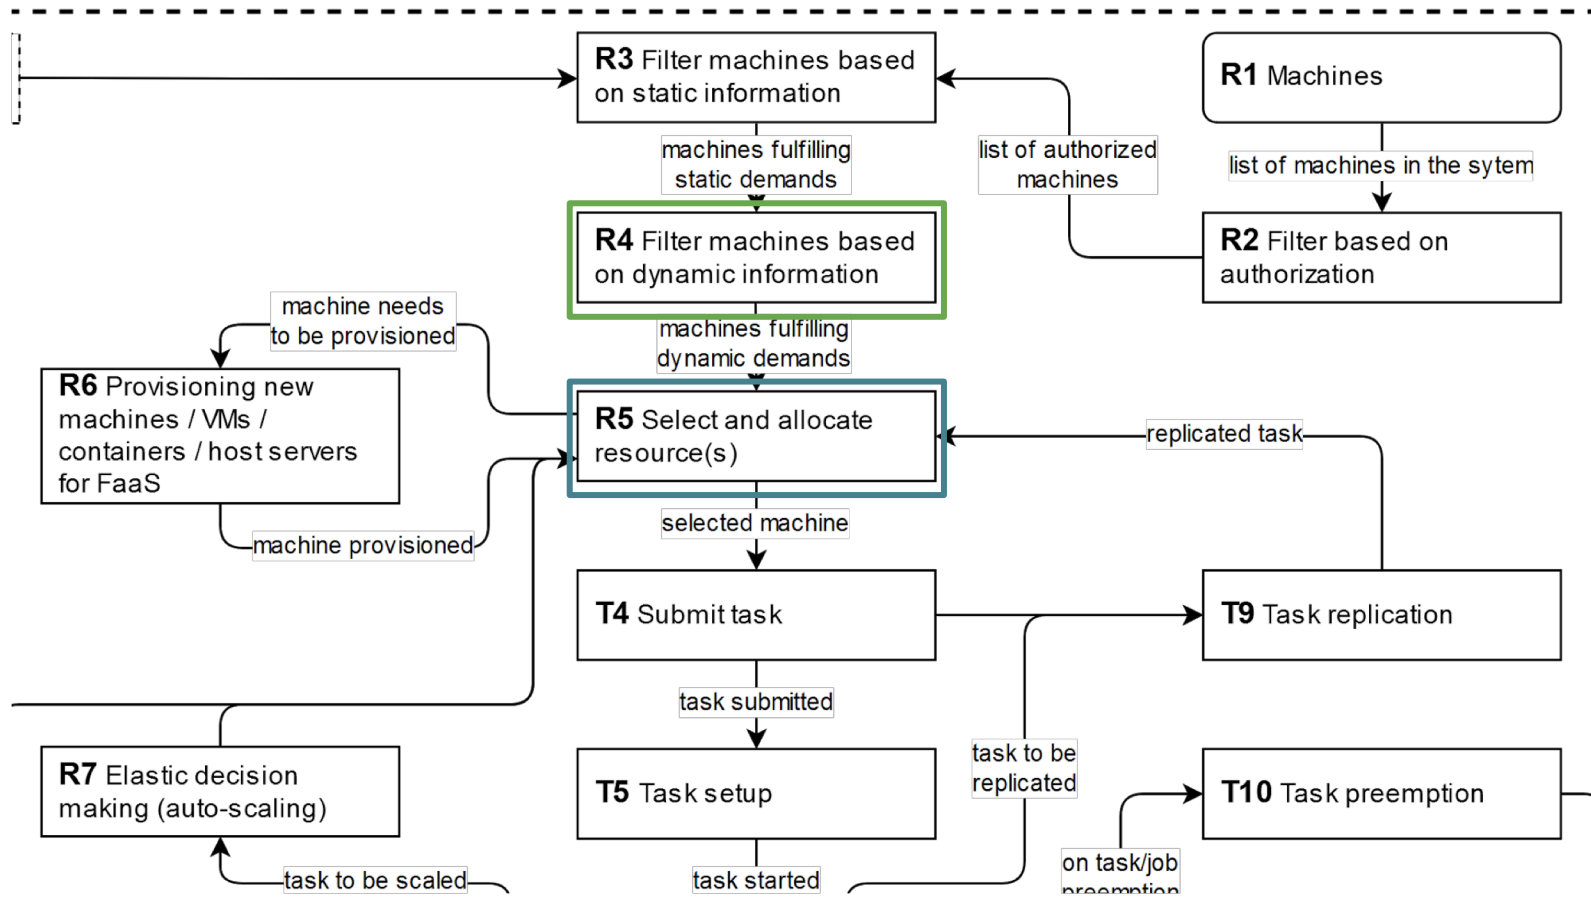 R3 Filter machines based
on static information
R1 Machines
machines fulfilling
static demands
list of authorized
machines
list of machines in the sytem
R4 Filter machines based
on dynamic information
R2 Filter based on
authorization
machine needs
to be provisioned
machines fulfilling
dynamic demands
R6 Provisioning new
machines / VMs /
containers / host servers
for FaaS
R5 Select and allocate
resource(s)
replicated task
machine provisioned
selected machine
T4 Submit task
T9 Task replication
task submitted
task to be
replicated
R7 Elastic decision
making (auto-scaling)
T5 Task setup
T10 Task preemption
task to be scaled
task started
on task/job
preemption